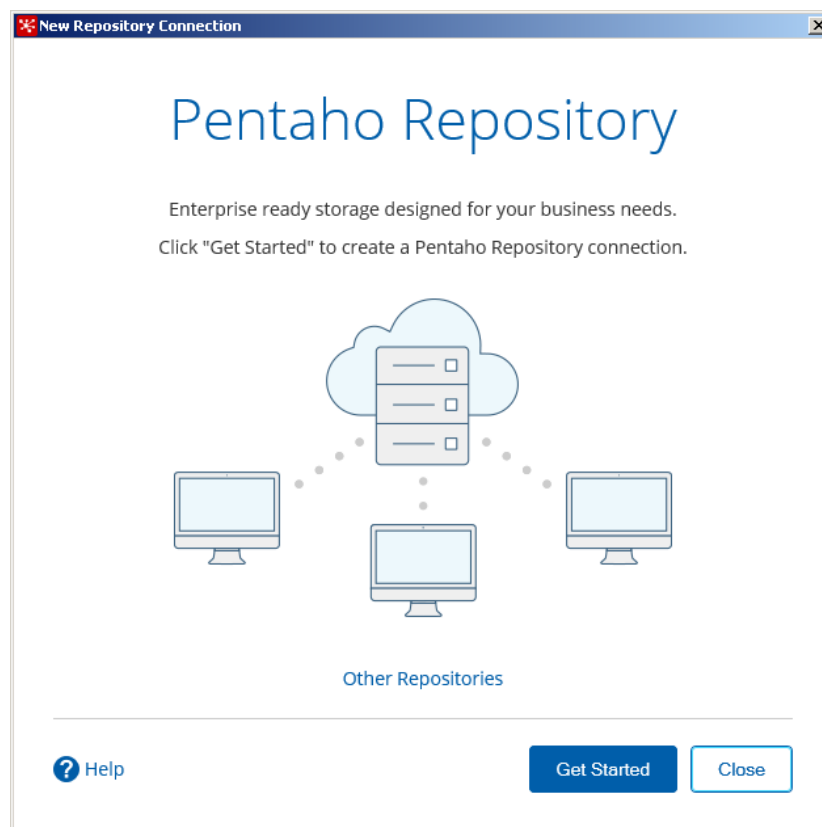 New Repository Connection
Pentaho Repository
Enterprise ready storage designed for your business needs.
Click "Get Started" to create a Pentaho Repository connection.
Other Repositories
Help
Get Started
Close